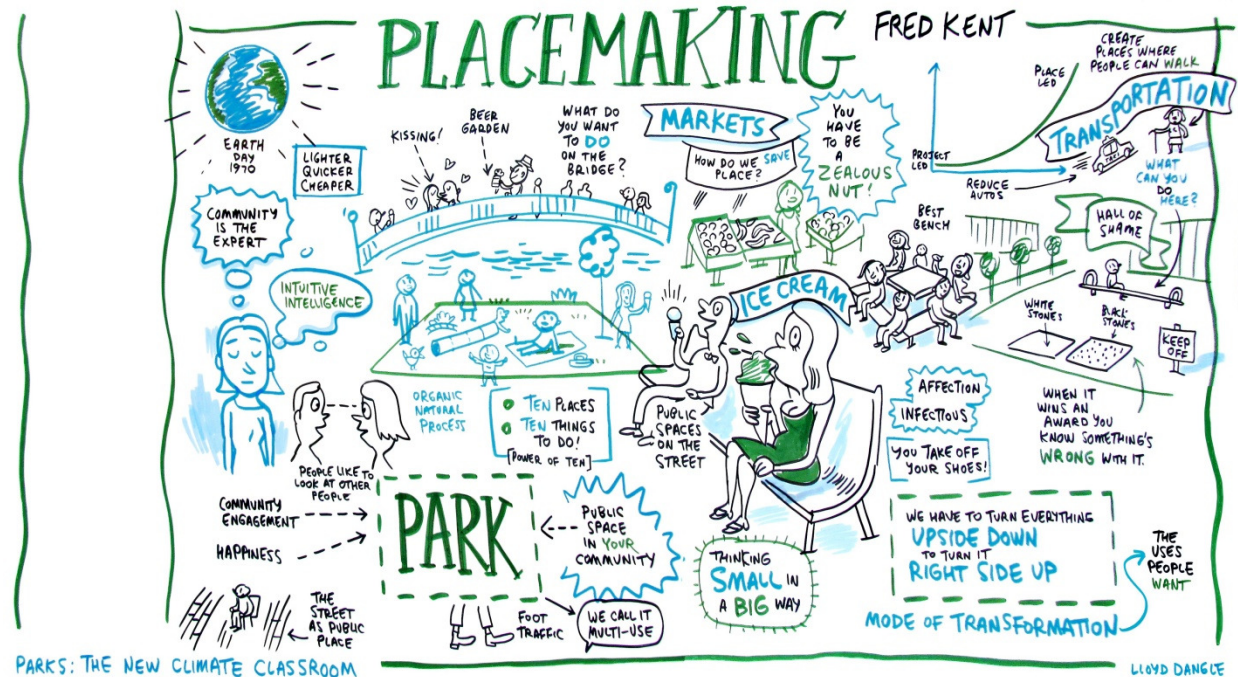 PLACEMAKING
FRED KENT
EARTH
DAY
1970
LIGHTER
QUICKER
CHEAPER
COMMUNITY
IS THE
EXPERT
INTUITIVE
INTELLIGENCE
KISSING!
BEER
GARDEN
WHAT DO
YOU WANT
TO DO
ON THE
BRIDGE?
MARKETS
HOW DO WE SAVE
PLACE?
YOU
HAVE
TO BE
A
ZEALOUS
NUT!
PROJECT
LED
PLACE
LED
CREATE
PLACES WHERE
PEOPLE CAN WALK
TRANSPORTATION
TAXI
REDUCE
AUTOS
WHAT
CAN YOU
DO
HERE?
BEST
BENCH
HALL OF
SHAME
WHITE
STONES
BLACK
STONES
KEEP
OFF
WHEN IT
WINS AN
AWARD YOU
KNOW SOMETHING'S
WRONG WITH IT.
ICE CREAM
PUBLIC
SPACES
ON THE
STREET
ORGANIC
NATURAL
PROCESS
TEN PLACES
TEN THINGS
TO DO!
[POWER OF TEN]
PEOPLE LIKE TO
LOOK AT OTHER
PEOPLE
AFFECTION
INFECTIOUS
YOU TAKE OFF
YOUR SHOES!
COMMUNITY
ENGAGEMENT
HAPPINESS
PARK
PUBLIC
SPACE
IN YOUR
COMMUNITY
THE
STREET
AS PUBLIC
PLACE
FOOT
TRAFFIC
WE CALL IT
MULTI-USE
THINKING
SMALL IN
A BIG WAY
WE HAVE TO TURN EVERYTHING
UPSIDE DOWN
TO TURN IT
RIGHT SIDE UP
MODE OF TRANSFORMATION
THE
USES
PEOPLE
WANT
PARKS: THE NEW CLIMATE CLASSROOM
LLOYD DANGLE